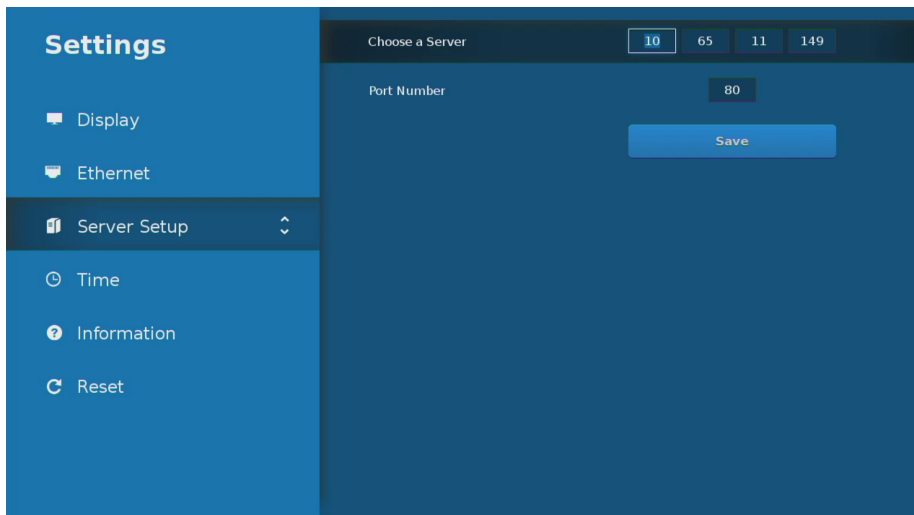 Settings
Display
Ethernet
Server Setup
Time
Information
Reset
Choose a Server 10 65 11 149
Port Number 80
Save